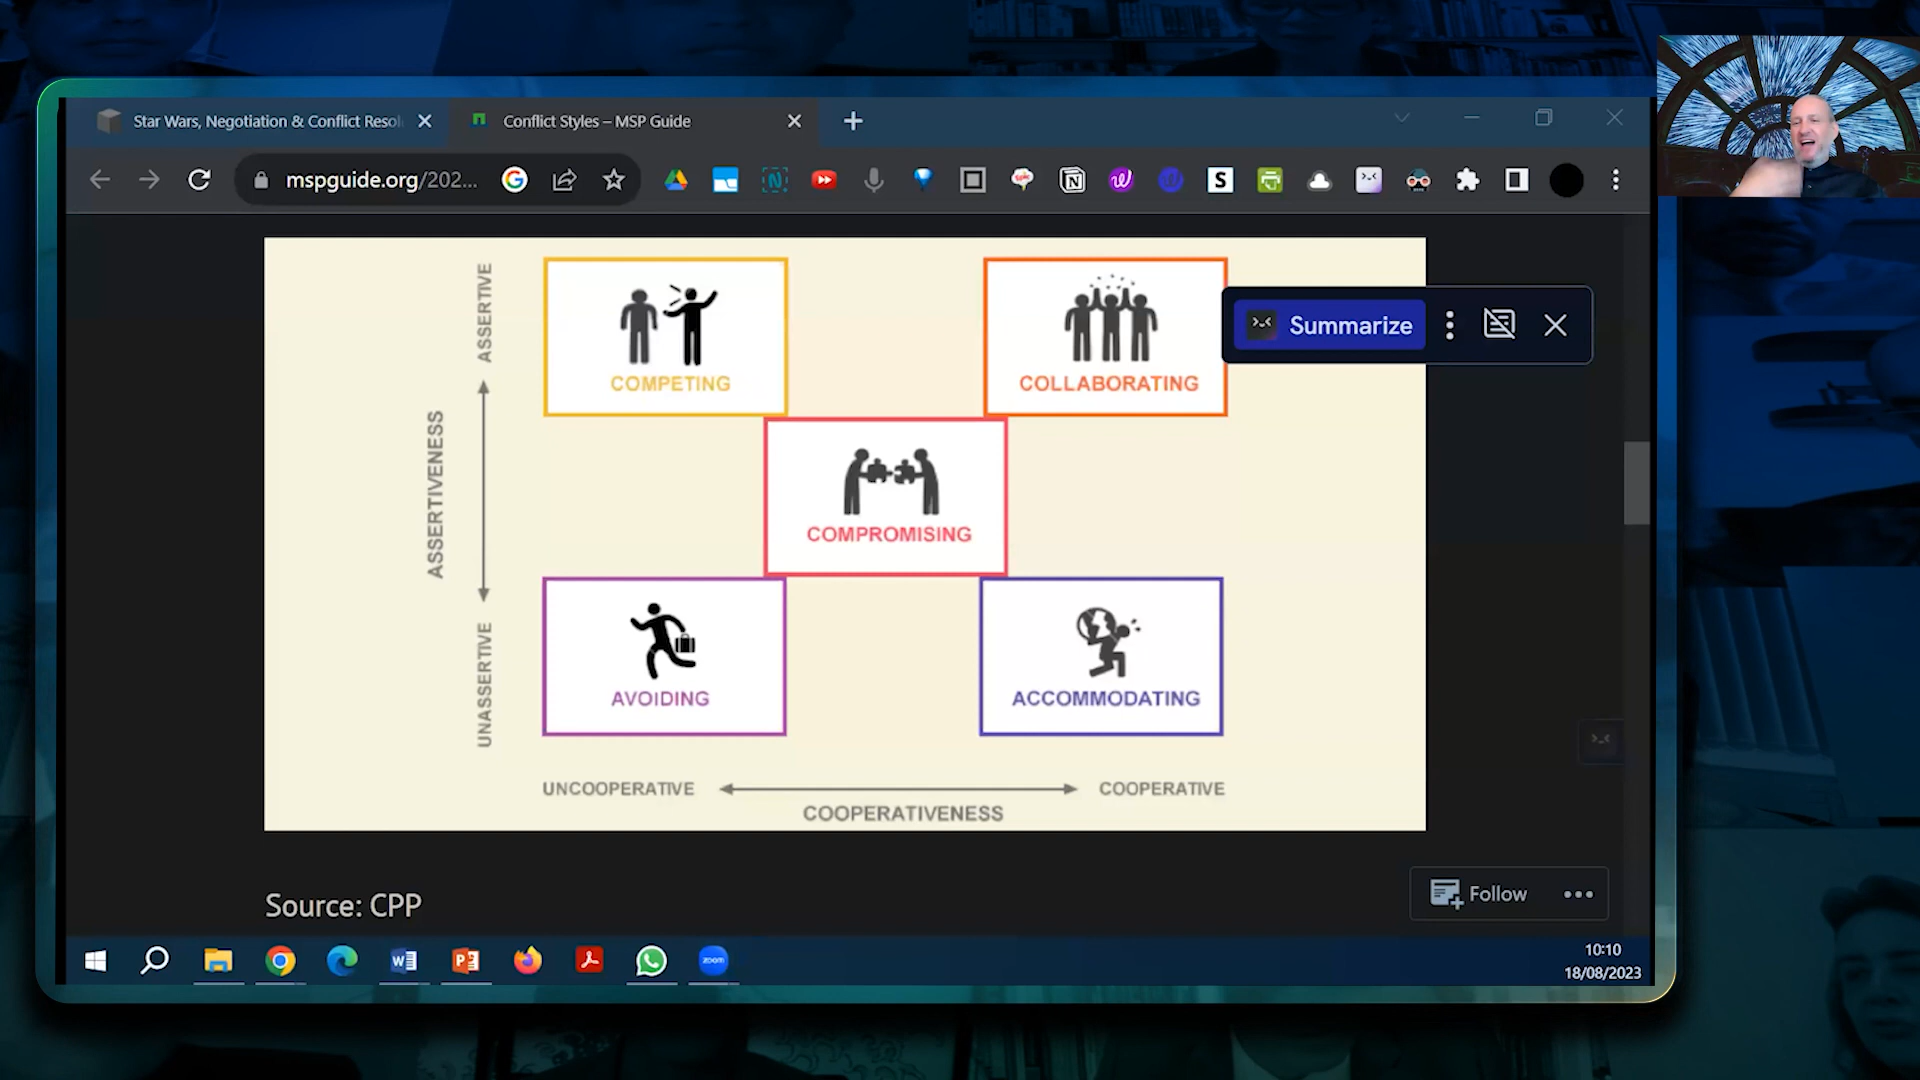 Star Wars, Negotiation & Conflict Resol
Conflict Styles – MSP Guide
mspguide.org/202...
ASSERTIVE
ASSERTIVENESS
UNASSERTIVE
COMPETING
COLLABORATING
Summarize
COMPROMISING
AVOIDING
ACCOMMODATING
UNCOOPERATIVE
COOPERATIVE
COOPERATIVENESS
Source: CPP
Follow
zoom
10:10
18/08/2023